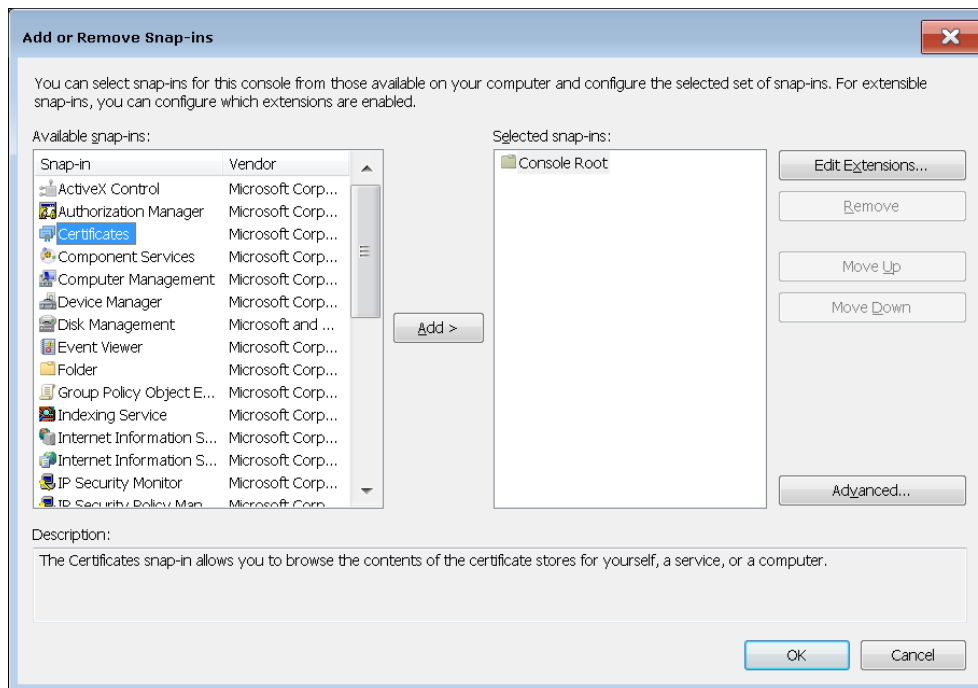 Add or Remove Snap-ins
You can select snap-ins for this console from those available on your computer and configure the selected set of snap-ins. For extensible
snap-ins, you can configure which extensions are enabled.
Available snap-ins:
Selected snap-ins:
Snap-in Vendor
ActiveX Control Microsoft Corp...
Authorization Manager Microsoft Corp...
Certificates Microsoft Corp...
Component Services Microsoft Corp...
Computer Management Microsoft Corp...
Device Manager Microsoft Corp...
Disk Management Microsoft and ...
Event Viewer Microsoft Corp...
Folder Microsoft Corp...
Group Policy Object E... Microsoft Corp...
Indexing Service Microsoft Corp...
Internet Information S... Microsoft Corp...
Internet Information S... Microsoft Corp...
IP Security Monitor Microsoft Corp...
IP Security Policy Man Microsoft Corp
Add >
Console Root
Edit Extensions...
Remove
Move Up
Move Down
Advanced...
Description:
The Certificates snap-in allows you to browse the contents of the certificate stores for yourself, a service, or a computer.
OK
Cancel